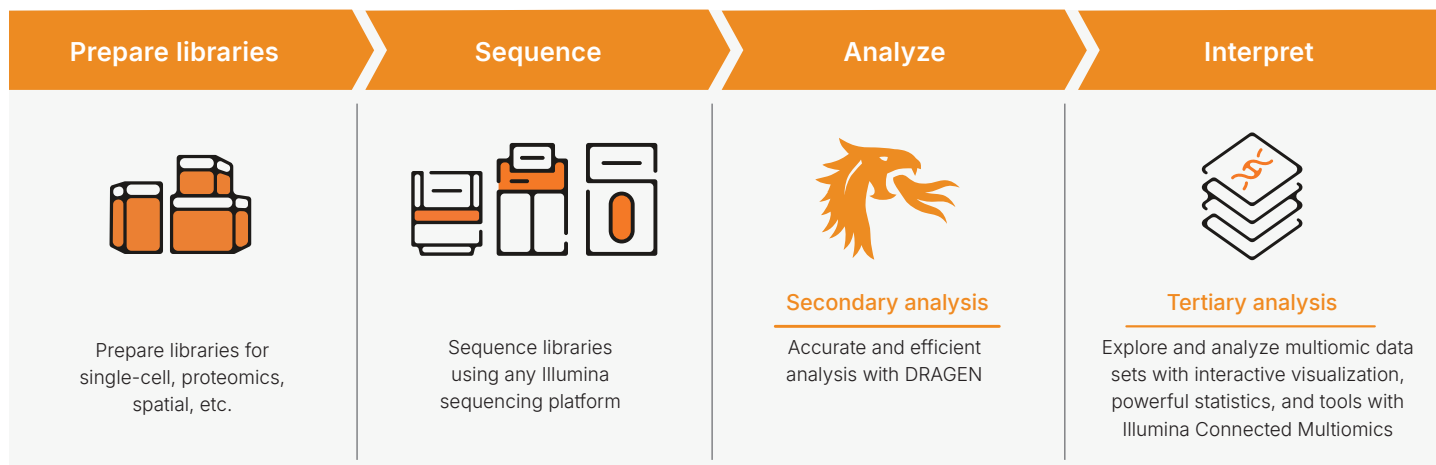 Prepare libraries
Sequence
Analyze
Interpret
Prepare libraries for
single-cell, proteomics,
spatial, etc.
Sequence libraries
using any Illumina
sequencing platform
Secondary analysis
Accurate and efficient
analysis with DRAGEN
Tertiary analysis
Explore and analyze multiomic data
sets with interactive visualization,
powerful statistics, and tools with
Illumina Connected Multiomics